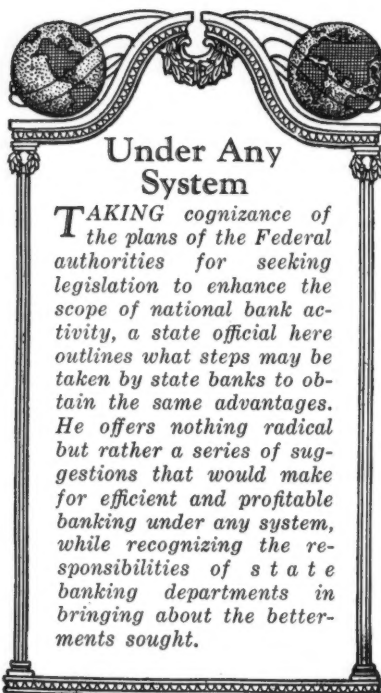 Under Any
System
TAKING cognizance of
the plans of the Federal
authorities for seeking
legislation to enhance the
scope of national bank ac-
tivity, a state official here
outlines what steps may be
taken by state banks to ob-
tain the same advantages.
He offers nothing radical
but rather a series of sug-
gestions that would make
for efficient and profitable
banking under any system,
while recognizing the re-
sponsibilities of state
banking departments in
bringing about the better-
ments sought.